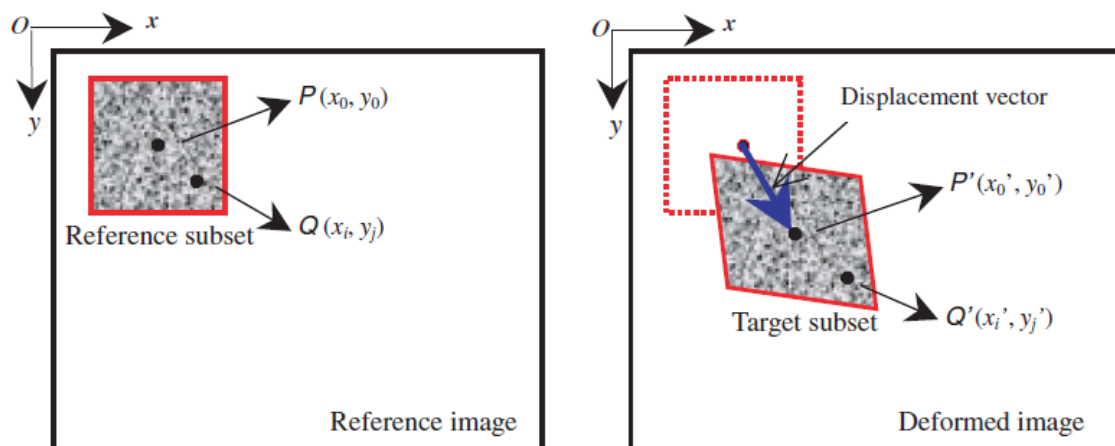 O x
y
P (x₀, y₀)
Q (xᵢ, yⱼ)
Reference subset
Reference image
O x
y
Displacement vector
P’(x₀’, y₀’)
Q’(xᵢ’, yⱼ’)
Target subset
Deformed image